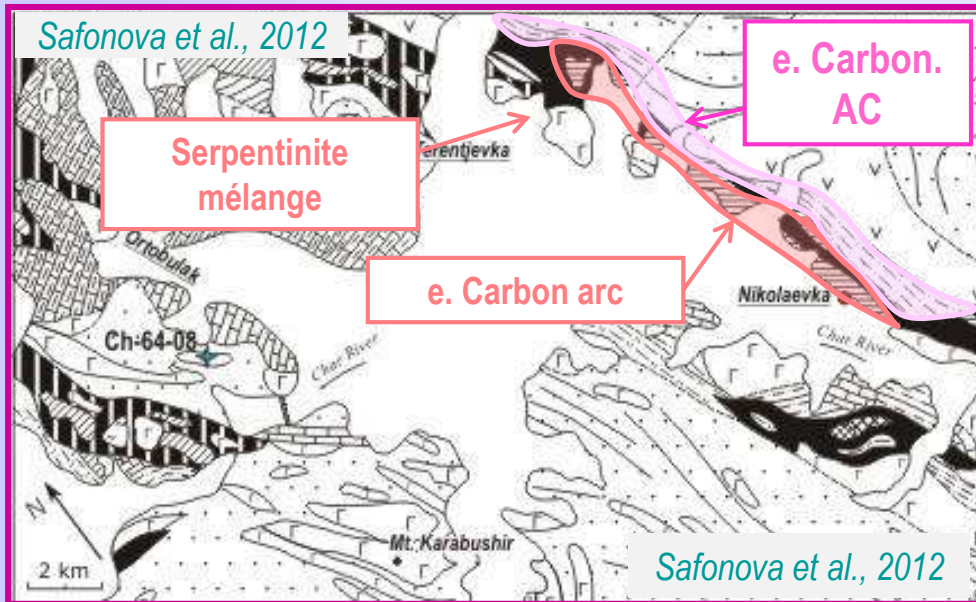 Safonova et al., 2012
e. Carbon.
AC
Serpentinite
mélange
Ortobulak
e. Carbon arc
Nikolaevka
Ch-64-08
Char River
Char River
Mt. Karabushir
N
2 km
Safonova et al., 2012